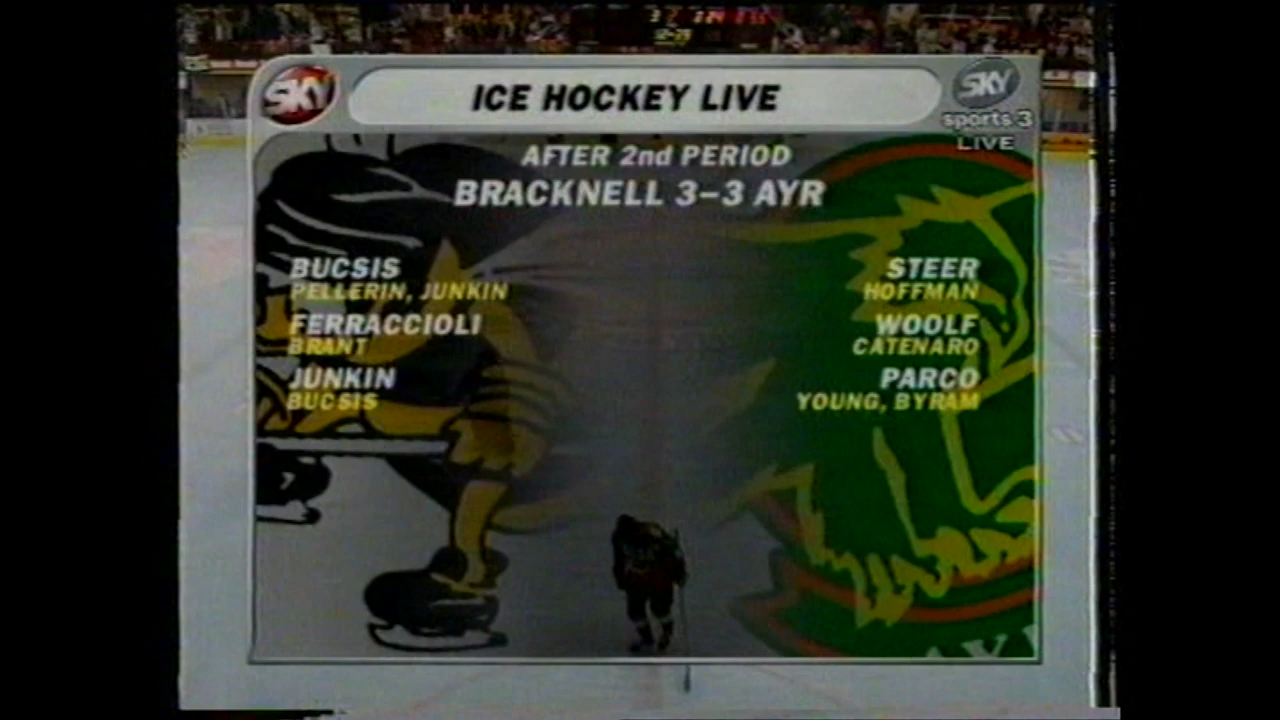 SKY
ICE HOCKEY LIVE
SKY
sports 3
LIVE
AFTER 2nd PERIOD
BRACKNELL 3-3 AYR
BUCSIS
PELLERIN, JUNKIN
FERRACCIOLI
BRANT
JUNKIN
BUCSIS
STEER
HOFFMAN
WOOLF
CATENARO
PARCO
YOUNG, BYRAM